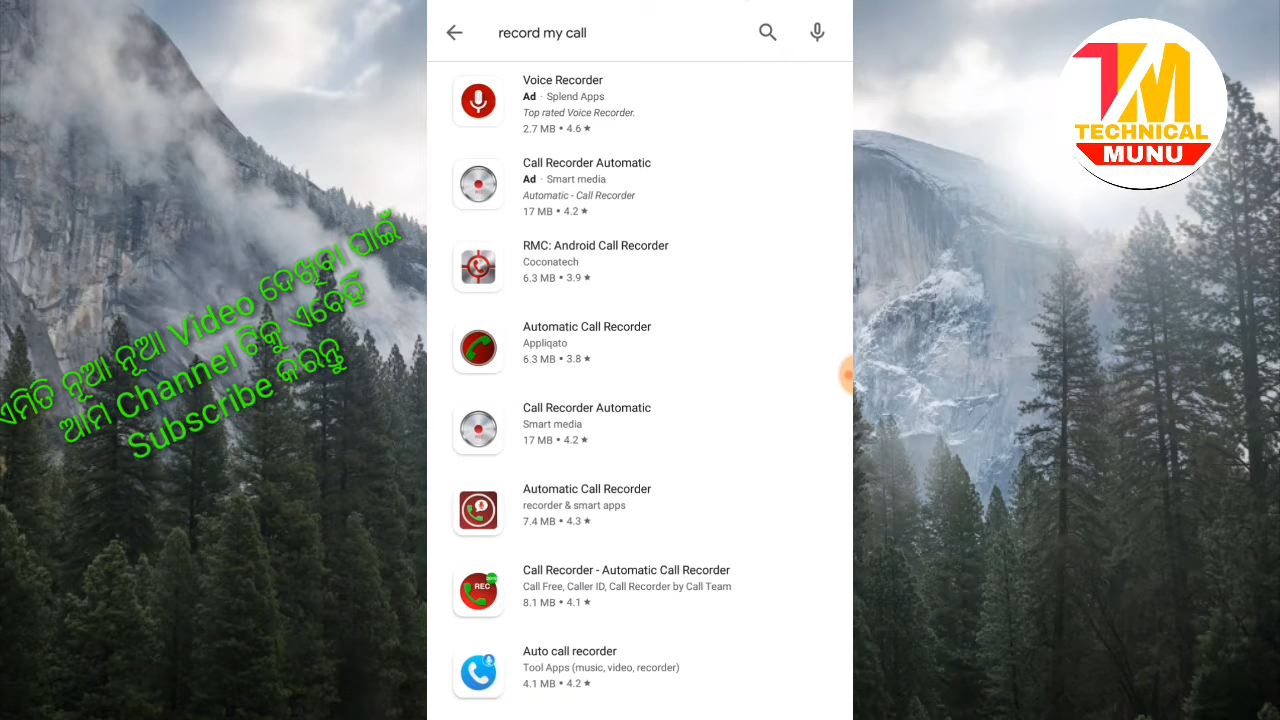 record my call
Voice Recorder
Ad · Splend Apps
Top rated Voice Recorder.
2.7 MB • 4.6 ★
Call Recorder Automatic
Ad · Smart media
Automatic - Call Recorder
17 MB • 4.2 ★
RMC: Android Call Recorder
Coconatech
6.3 MB • 3.9 ★
Automatic Call Recorder
Appliqato
6.3 MB • 3.8 ★
Call Recorder Automatic
Smart media
17 MB • 4.2 ★
Automatic Call Recorder
recorder & smart apps
7.4 MB • 4.3 ★
REC
Call Recorder - Automatic Call Recorder
Call Free, Caller ID, Call Recorder by Call Team
8.1 MB • 4.1 ★
Auto call recorder
Tool Apps (music, video, recorder)
4.1 MB • 4.2 ★
ଏମିତି ନୂଆ ନୂଆ Video ଦେଖିବା ପାଇଁ
ଆମ Channel ଟିକୁ ଏବେହିଁ
Subscribe କରନ୍ତୁ
TM
TECHNICAL
MUNU